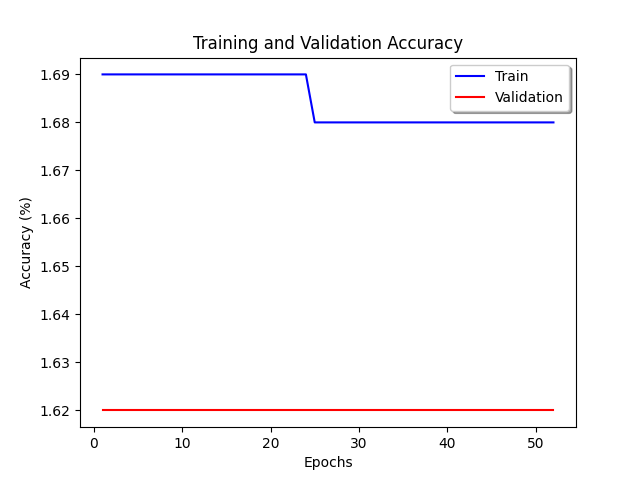 Training and Validation Accuracy
Train
Validation
Accuracy (%)
1.69
1.68
1.67
1.66
1.65
1.64
1.63
1.62
0 10 20 30 40 50
Epochs